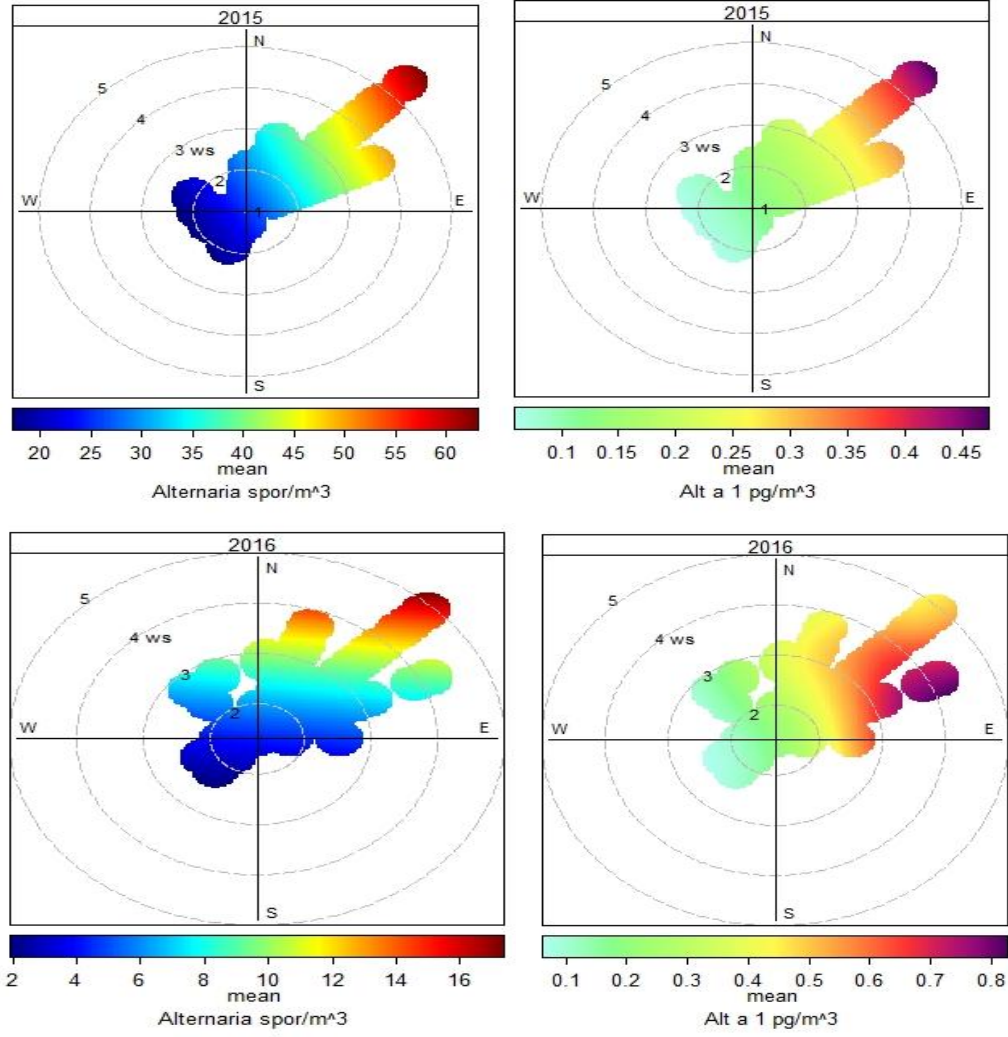 2015
N
5
4
3 ws
2
W
1
E
S
20 25 30 35 40 45 50 55 60
mean
Alternaria spor/m^3
2015
N
5
4
3 ws
2
W
1
E
S
0.1 0.15 0.2 0.25 0.3 0.35 0.4 0.45
mean
Alt a 1 pg/m^3
2016
N
5
4 ws
3
2
W
E
S
2 4 6 8 10 12 14 16
mean
Alternaria spor/m^3
2016
N
5
4 ws
3
2
W
E
S
0.1 0.2 0.3 0.4 0.5 0.6 0.7 0.8
mean
Alt a 1 pg/m^3